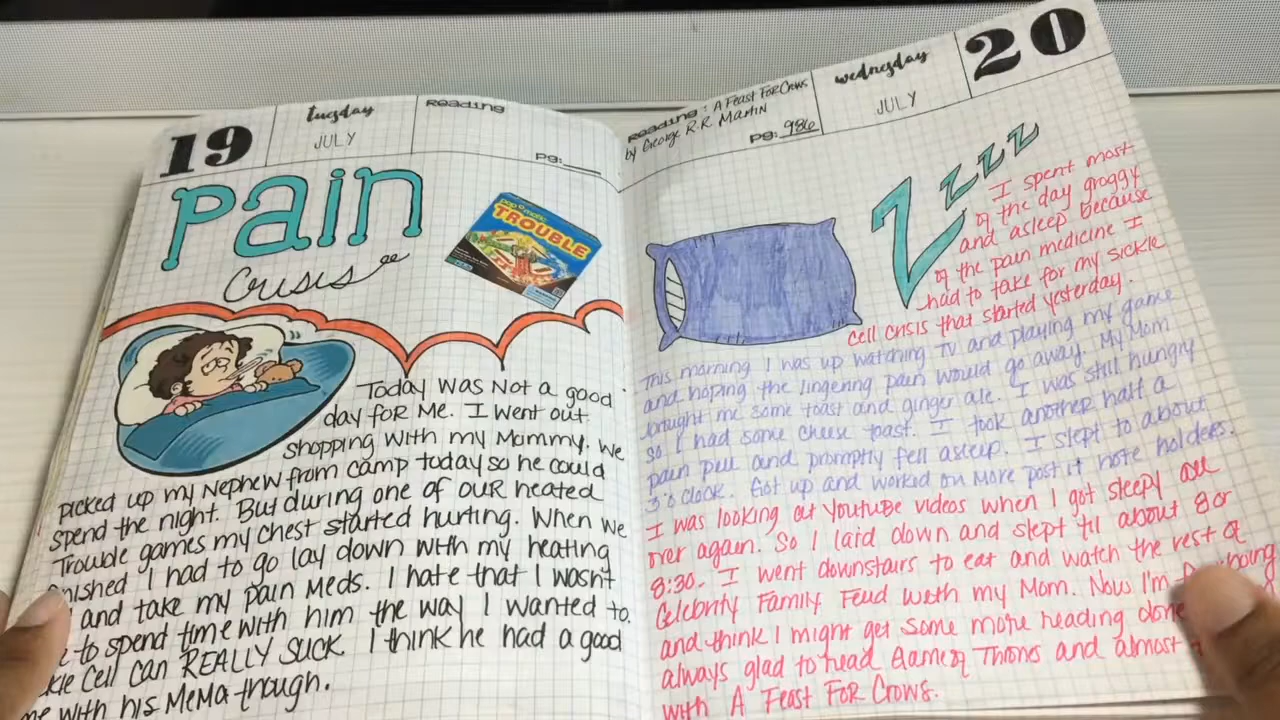 19
tuesday
JULY
Reading
pg:
Pain
Crisis
pop o matic
TROUBLE
Today was not a good
day for me. I went out
shopping with my Mommy. We
picked up my nephew from camp today so he could
spend the night. But during one of our heated
Trouble games my chest started hurting. When we
I had to go lay down with my heating
and take my pain meds. I hate that I wasn't
to spend time with him the way I wanted to.
Cell can REALLY SUCK. I think he had a good
with his MeMa though.
Reading: A Feast For Crows
by George R.R. Martin
pg: 986
wednesday
JULY
20
Zzzz
I spent most
of the day groggy
and asleep because
of the pain medicine I
had to take for my sickle
cell crisis that started yesterday.
This morning I was up watching TV and playing my game
and hoping the lingering pain would go away. My Mom
brought me some toast and ginger ale. I was still hungry
so I had some cheese toast. I took another half a
pain pill and promptly fell asleep. I slept to about
3 o'clock. Got up and worked on more post it note holders.
I was looking at Youtube videos when I got sleepy all
over again. So I laid down and slept 'til about 8 or
8:30. I went downstairs to eat and watch the rest of
Celebrity Family Feud with my Mom. Now I'm
and think I might get some more reading done
always glad to read Game of Thrones and almost
with A Feast For Crows.